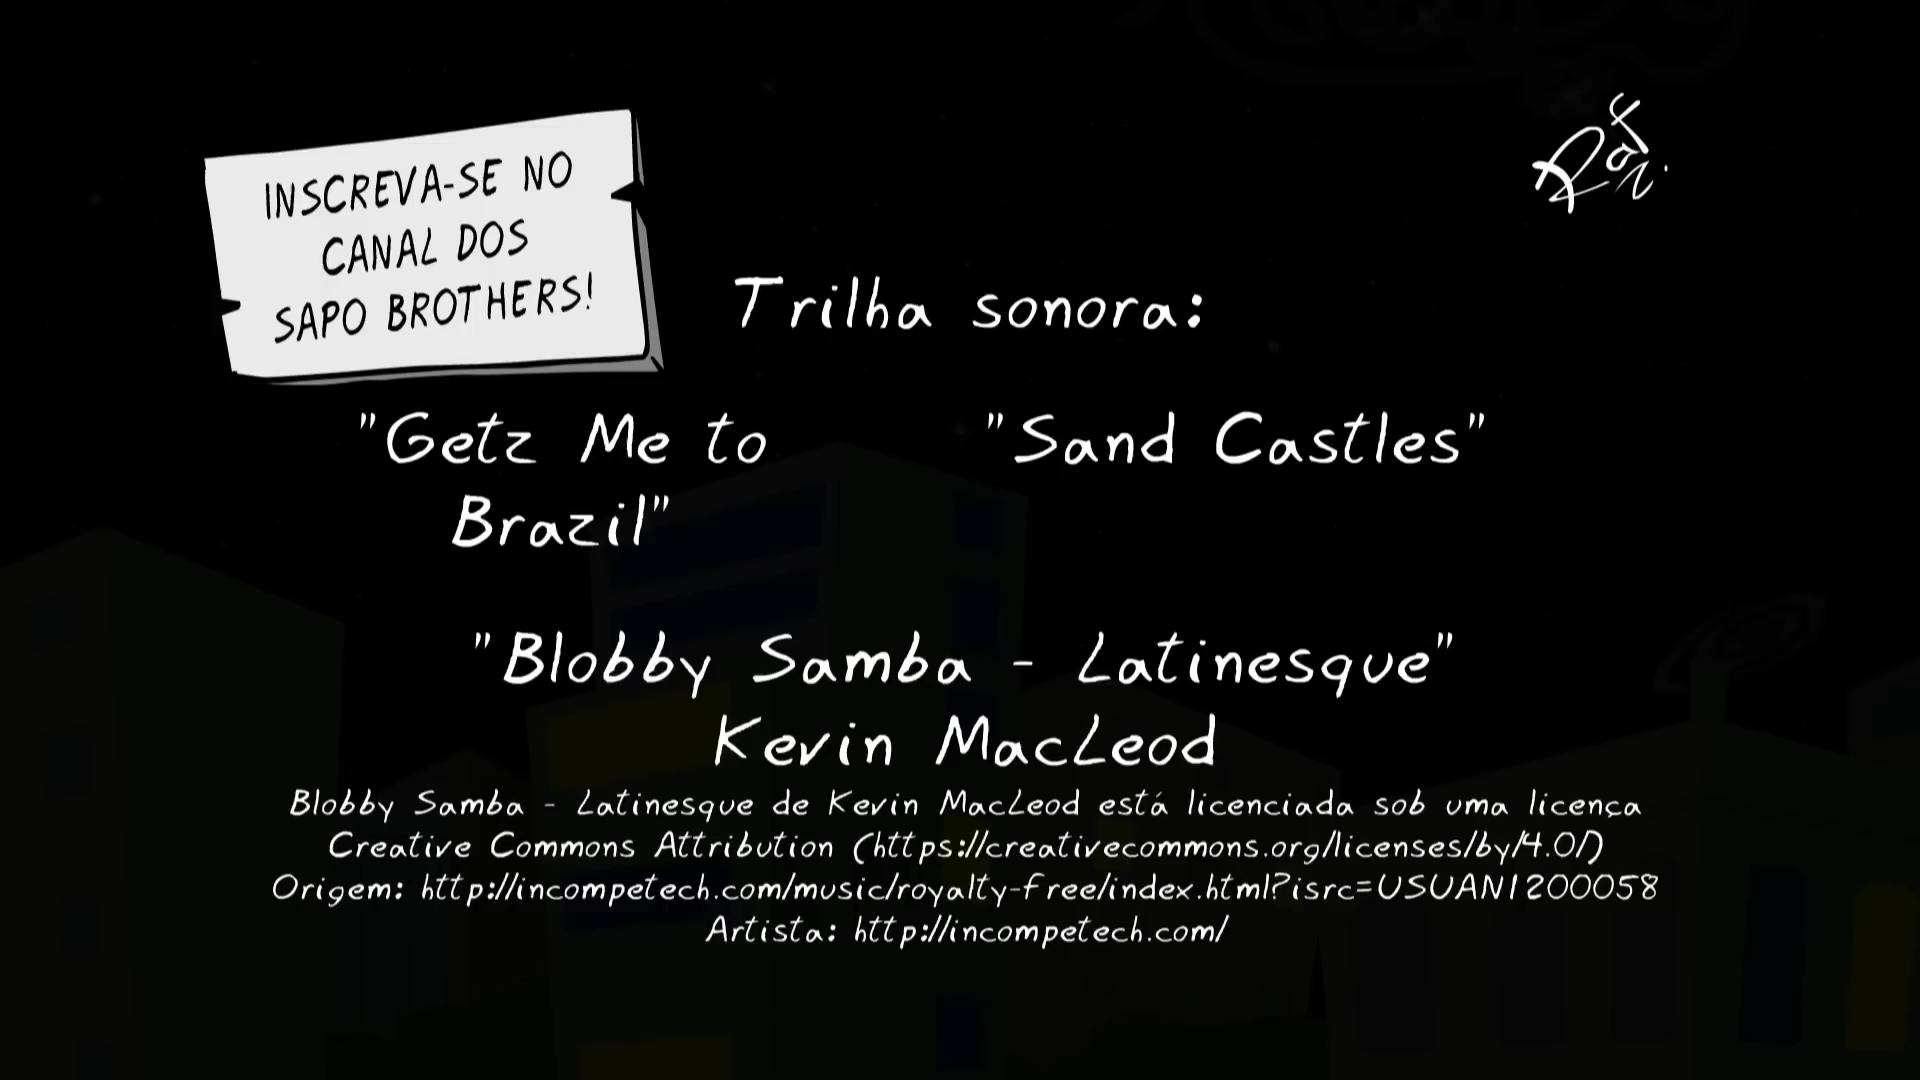 INSCREVA-SE NO
CANAL DOS
SAPO BROTHERS!
Trilha sonora:
"Getz Me to
Brazil"
"Sand Castles"
"Blobby Samba - Latinesque"
Kevin MacLeod
Blobby Samba - Latinesque de Kevin MacLeod está licenciada sob uma licença
Creative Commons Attribution (https://creativecommons.org/licenses/by/4.0/)
Origem: http://incompetech.com/music/royalty-free/index.html?isrc=USUAN1200058
Artista: http://incompetech.com/